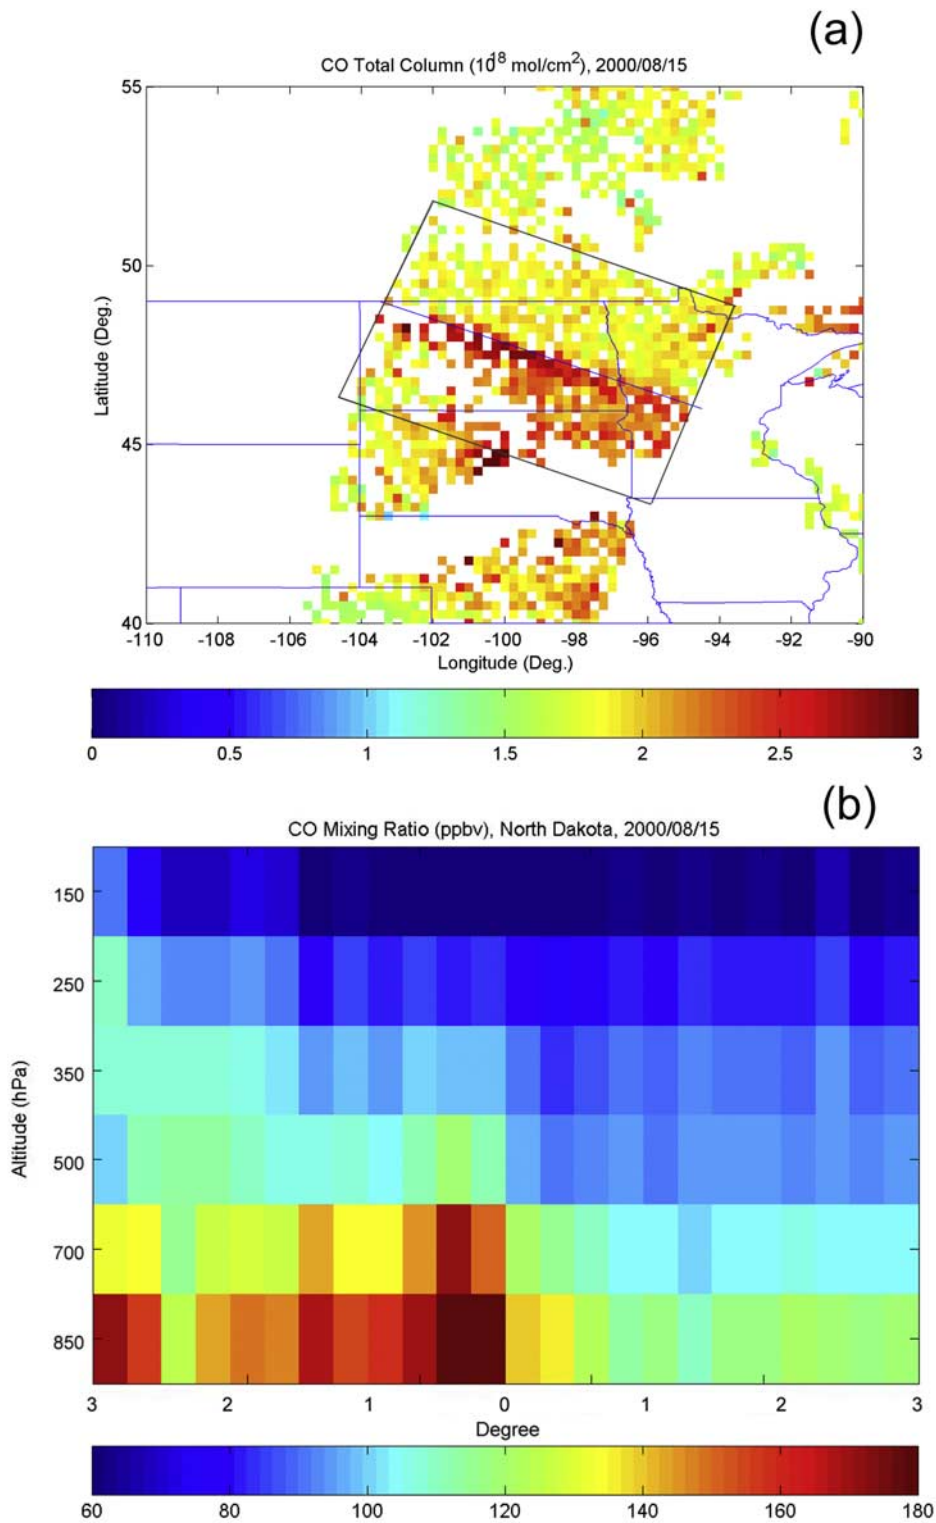 (a)
CO Total Column (10^18 mol/cm^2), 2000/08/15
55
50
45
40
Latitude (Deg.)
-110 -108 -106 -104 -102 -100 -98 -96 -94 -92 -90
Longitude (Deg.)
0 0.5 1 1.5 2 2.5 3
(b)
CO Mixing Ratio (ppbv), North Dakota, 2000/08/15
150
250
350
500
700
850
Altitude (hPa)
3 2 1 0 1 2 3
Degree
60 80 100 120 140 160 180